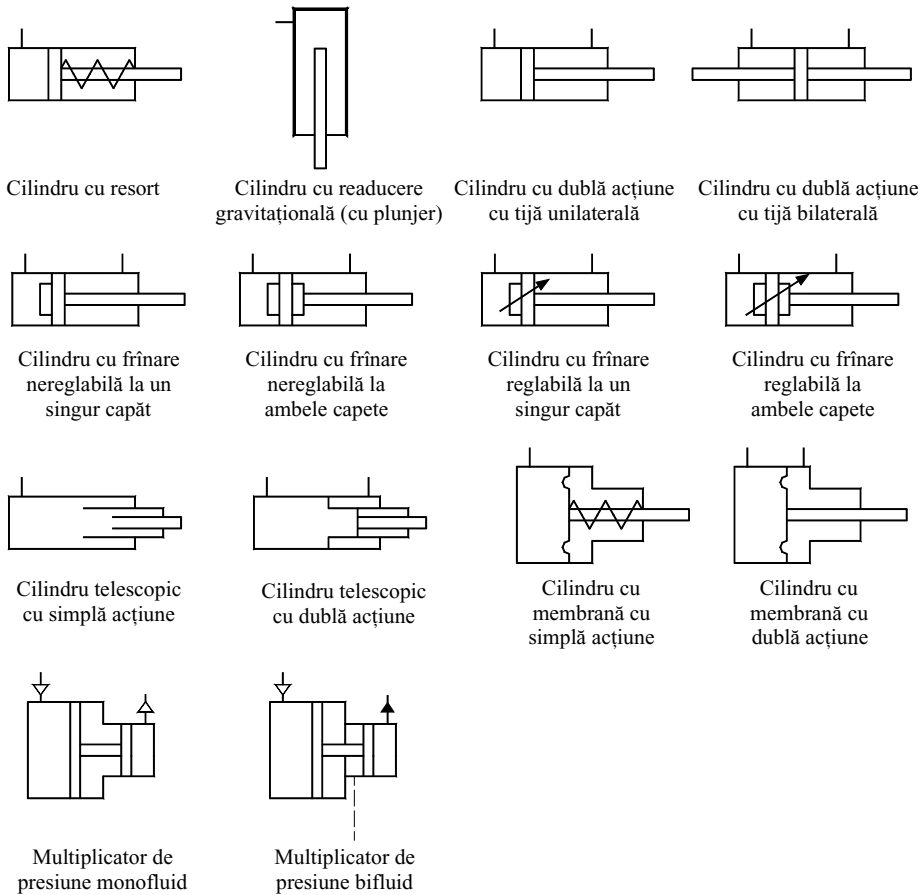 Cilindru cu resort
Cilindru cu readucere
gravitațională (cu plunjer)
Cilindru cu dublă acțiune
cu tijă unilaterală
Cilindru cu dublă acțiune
cu tijă bilaterală
Cilindru cu frînare
nereglabilă la un
singur capăt
Cilindru cu frînare
nereglabilă la
ambele capete
Cilindru cu frînare
reglabilă la un
singur capăt
Cilindru cu frînare
reglabilă la
ambele capete
Cilindru telescopic
cu simplă acțiune
Cilindru telescopic
cu dublă acțiune
Cilindru cu
membrană cu
simplă acțiune
Cilindru cu
membrană cu
dublă acțiune
Multiplicator de
presiune monofluid
Multiplicator de
presiune bifluid